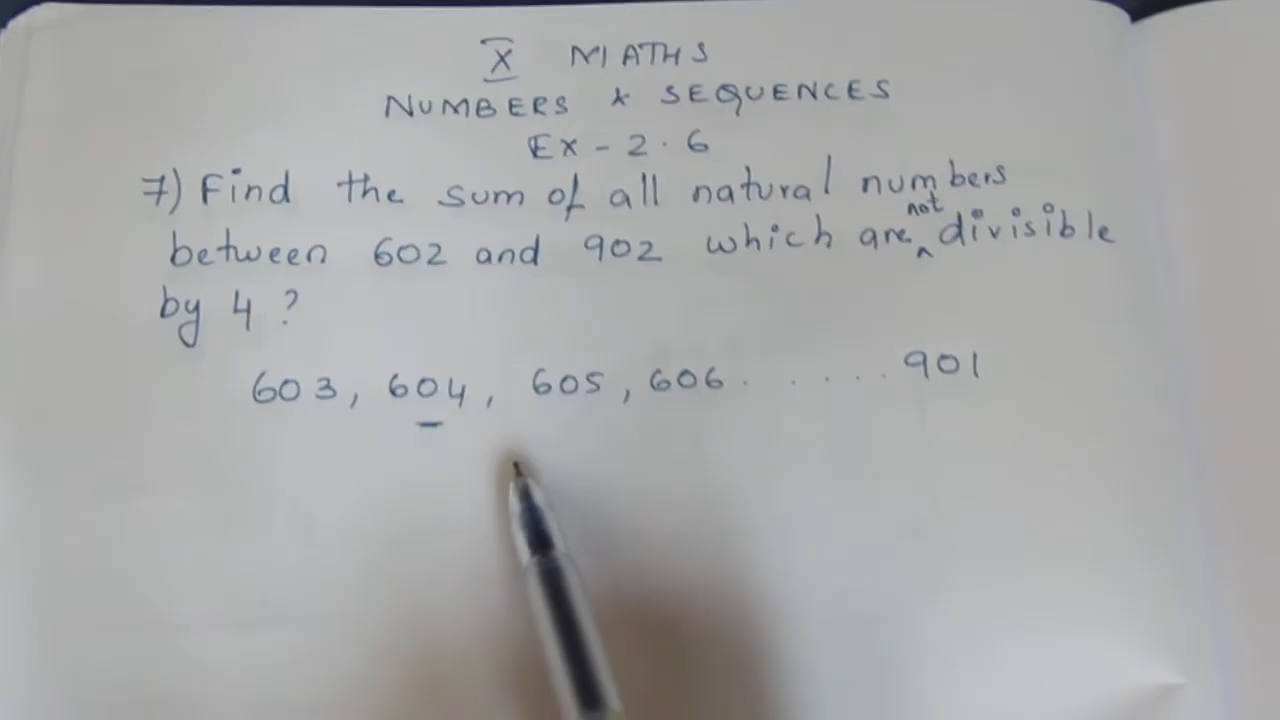 X MATHS
NUMBERS & SEQUENCES
Ex - 2.6
7) Find the sum of all natural numbers
between 602 and 902 which are not divisible
by 4 ?
603, 604, 605, 606 . . . . . . 901